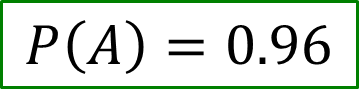 P(A) = 0.96